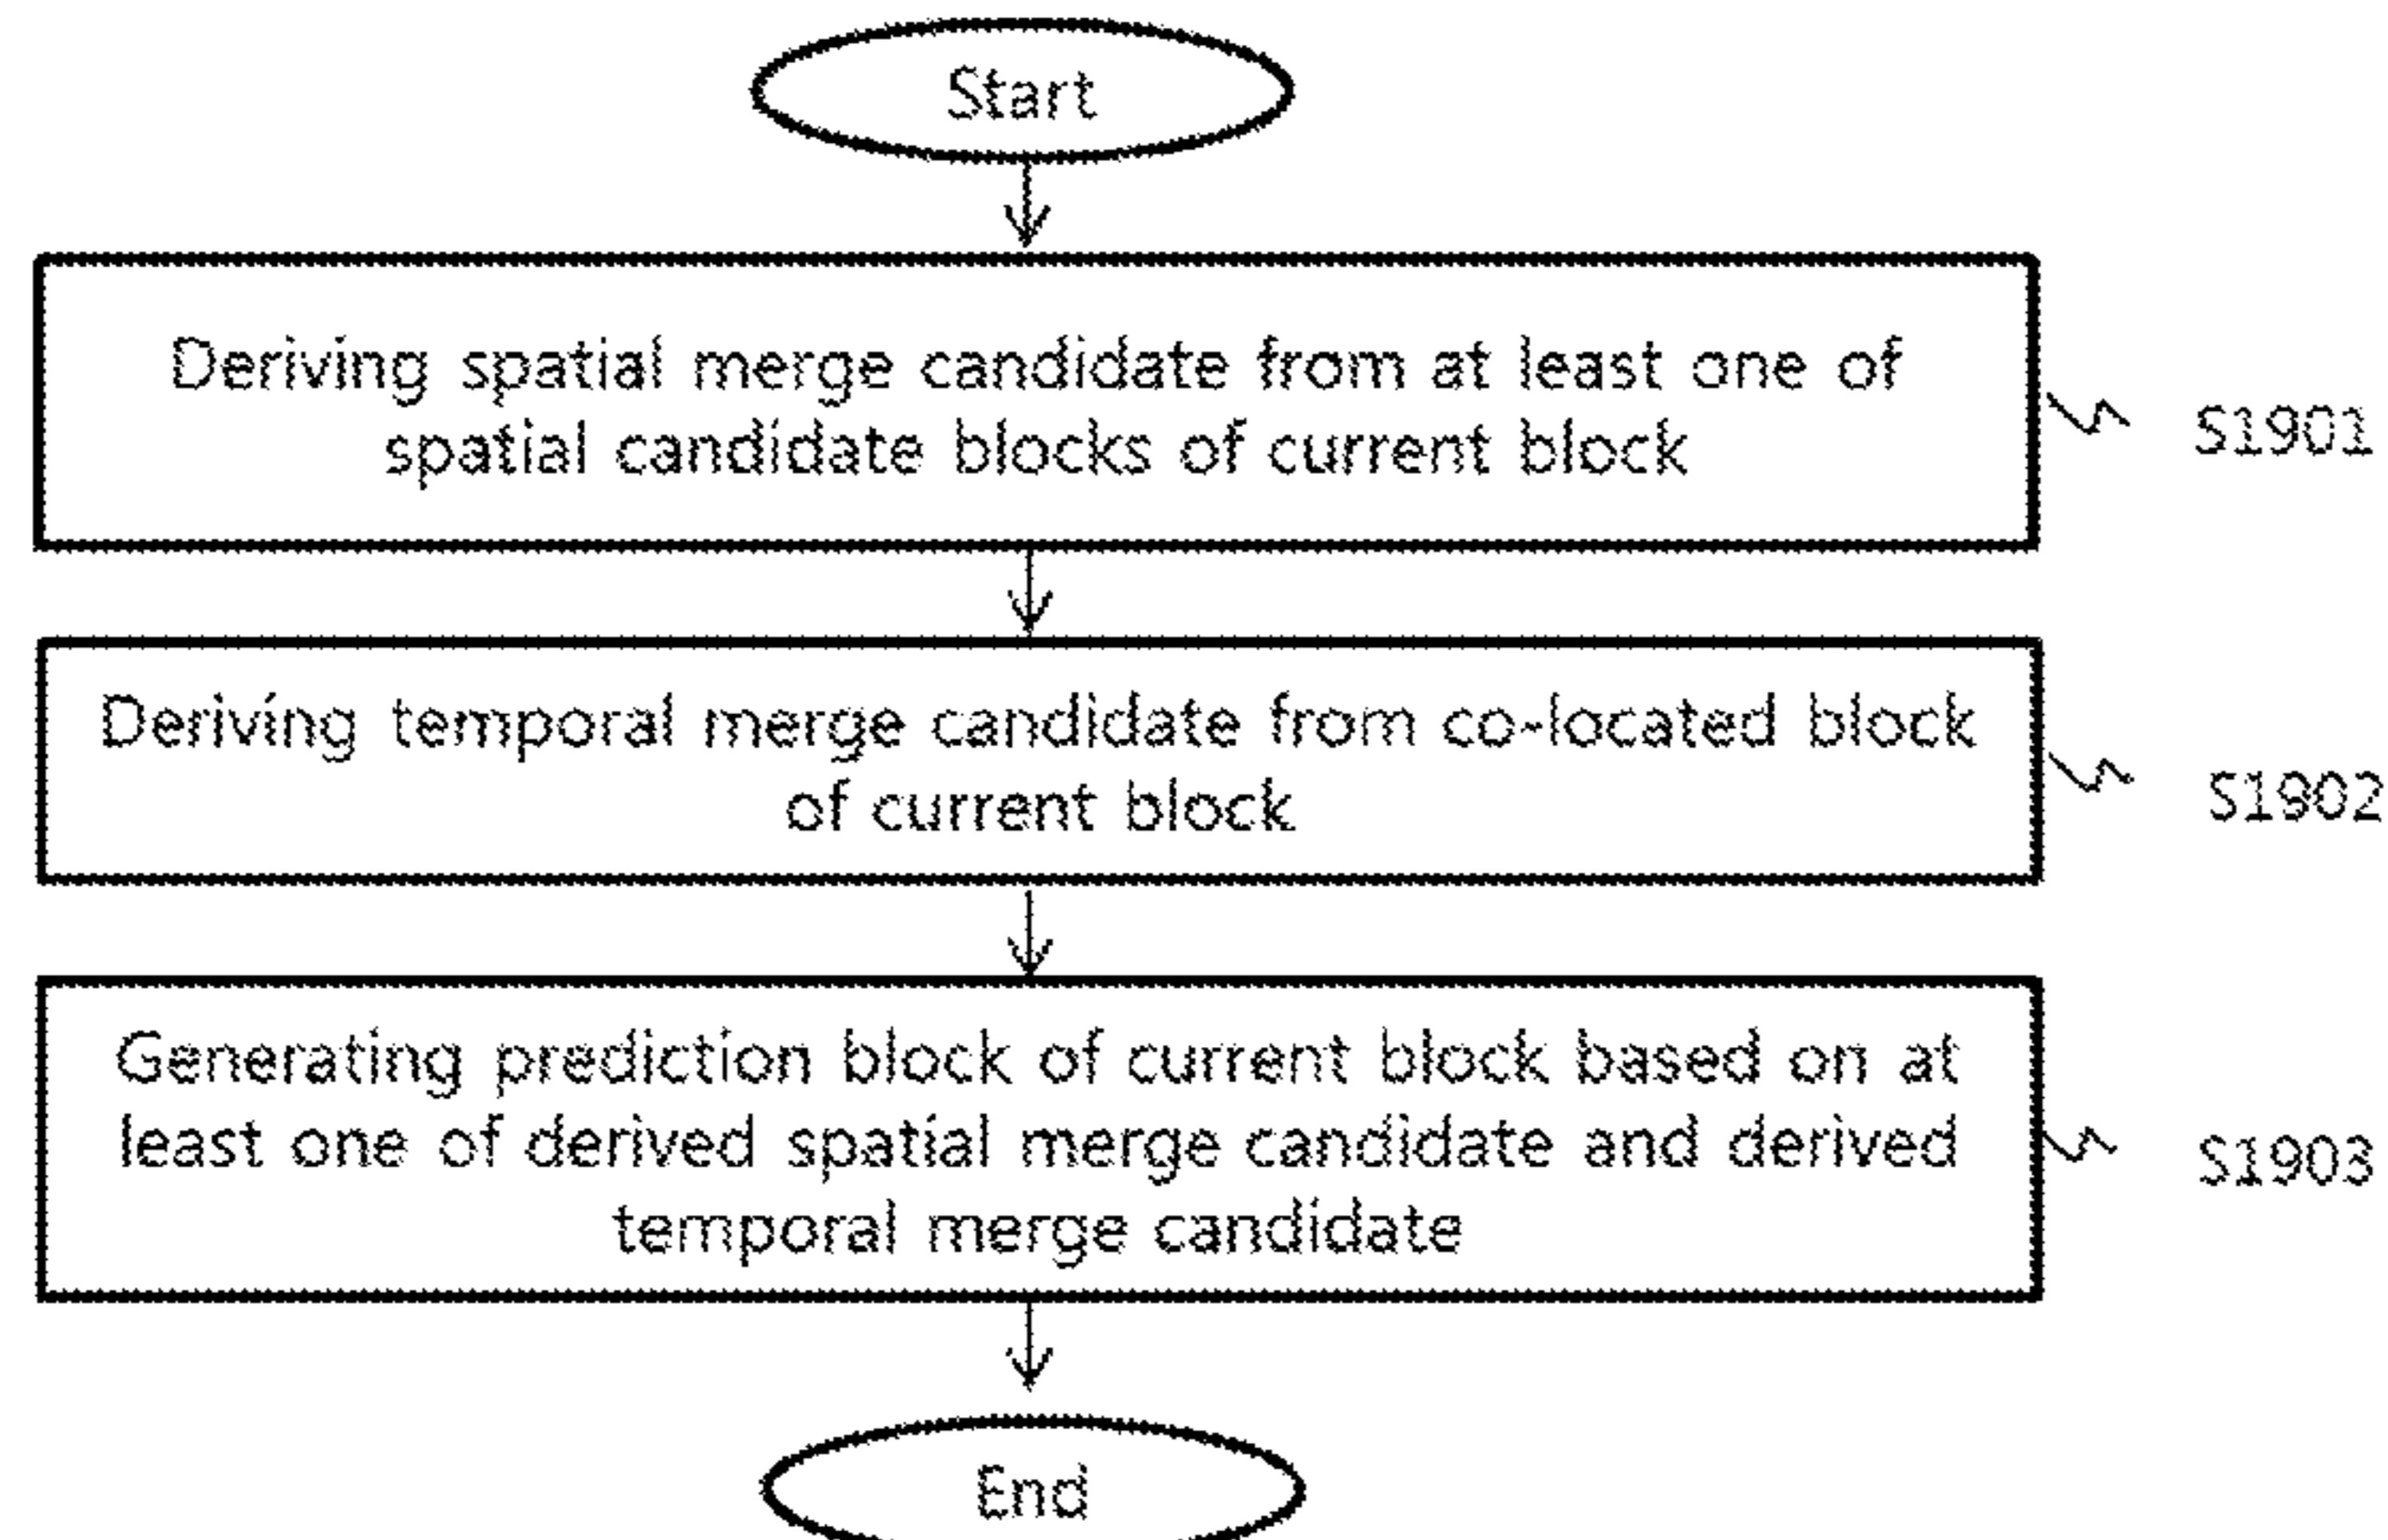 Start
Deriving spatial merge candidate from at least one of
spatial candidate blocks of current block
S1901
Deriving temporal merge candidate from co-located block
of current block
S1902
Generating prediction block of current block based on at
least one of derived spatial merge candidate and derived
temporal merge candidate
S1903
End